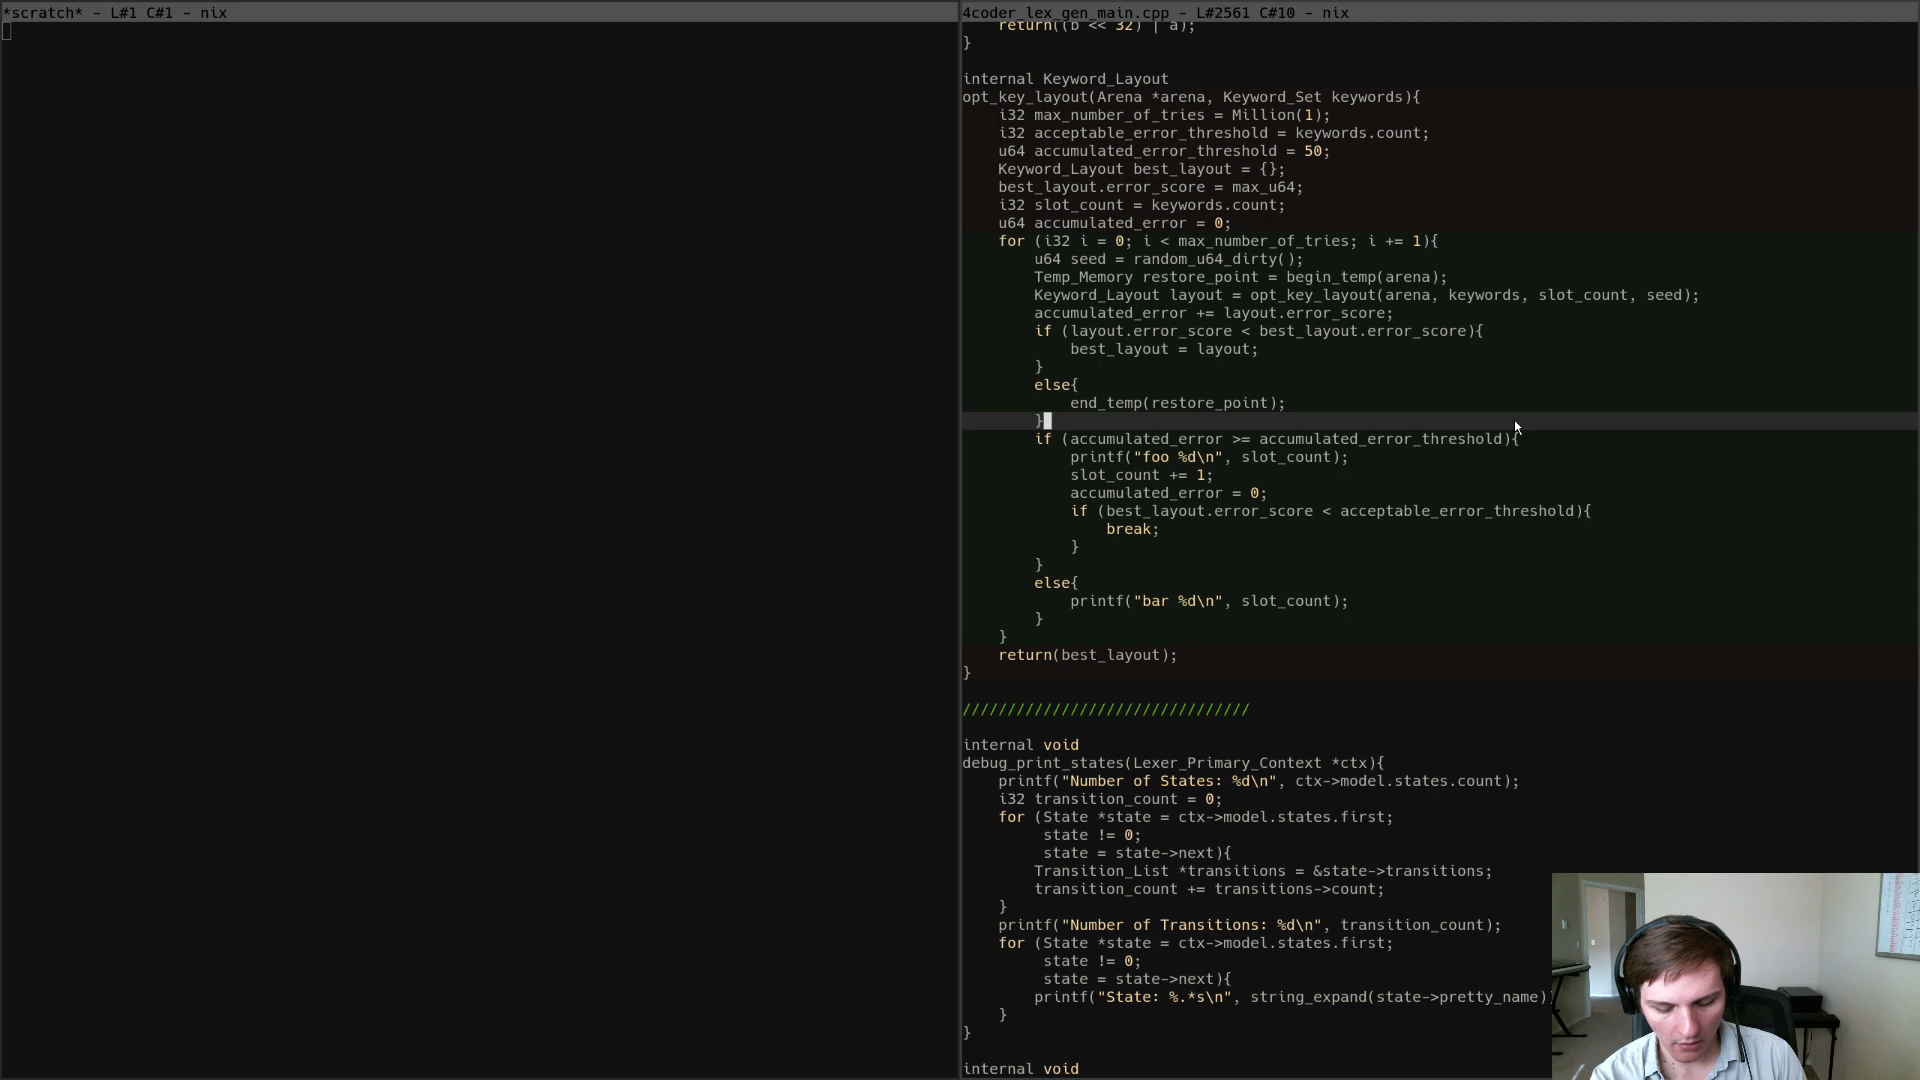 *scratch* - L#1 C#1 - nix
4coder_lex_gen_main.cpp - L#2561 C#10 - nix
    return((b << 32) | a);
}

internal Keyword_Layout
opt_key_layout(Arena *arena, Keyword_Set keywords){
    i32 max_number_of_tries = Million(1);
    i32 acceptable_error_threshold = keywords.count;
    u64 accumulated_error_threshold = 50;
    Keyword_Layout best_layout = {};
    best_layout.error_score = max_u64;
    i32 slot_count = keywords.count;
    u64 accumulated_error = 0;
    for (i32 i = 0; i < max_number_of_tries; i += 1){
        u64 seed = random_u64_dirty();
        Temp_Memory restore_point = begin_temp(arena);
        Keyword_Layout layout = opt_key_layout(arena, keywords, slot_count, seed);
        accumulated_error += layout.error_score;
        if (layout.error_score < best_layout.error_score){
            best_layout = layout;
        }
        else{
            end_temp(restore_point);
        }
        if (accumulated_error >= accumulated_error_threshold){
            printf("foo %d\n", slot_count);
            slot_count += 1;
            accumulated_error = 0;
            if (best_layout.error_score < acceptable_error_threshold){
                break;
            }
        }
        else{
            printf("bar %d\n", slot_count);
        }
    }
    return(best_layout);
}

////////////////////////////////

internal void
debug_print_states(Lexer_Primary_Context *ctx){
    printf("Number of States: %d\n", ctx->model.states.count);
    i32 transition_count = 0;
    for (State *state = ctx->model.states.first;
         state != 0;
         state = state->next){
        Transition_List *transitions = &state->transitions;
        transition_count += transitions->count;
    }
    printf("Number of Transitions: %d\n", transition_count);
    for (State *state = ctx->model.states.first;
         state != 0;
         state = state->next){
        printf("State: %.*s\n", string_expand(state->pretty_name)
    }
}

internal void